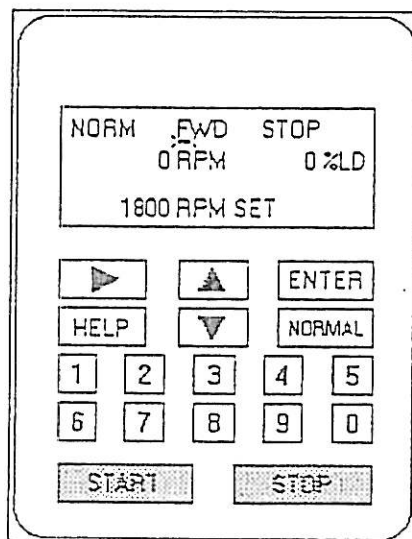 NORM FWD STOP
0 RPM 0 %LD
1800 RPM SET
ENTER
HELP NORMAL
1 2 3 4 5
6 7 8 9 0
START STOP